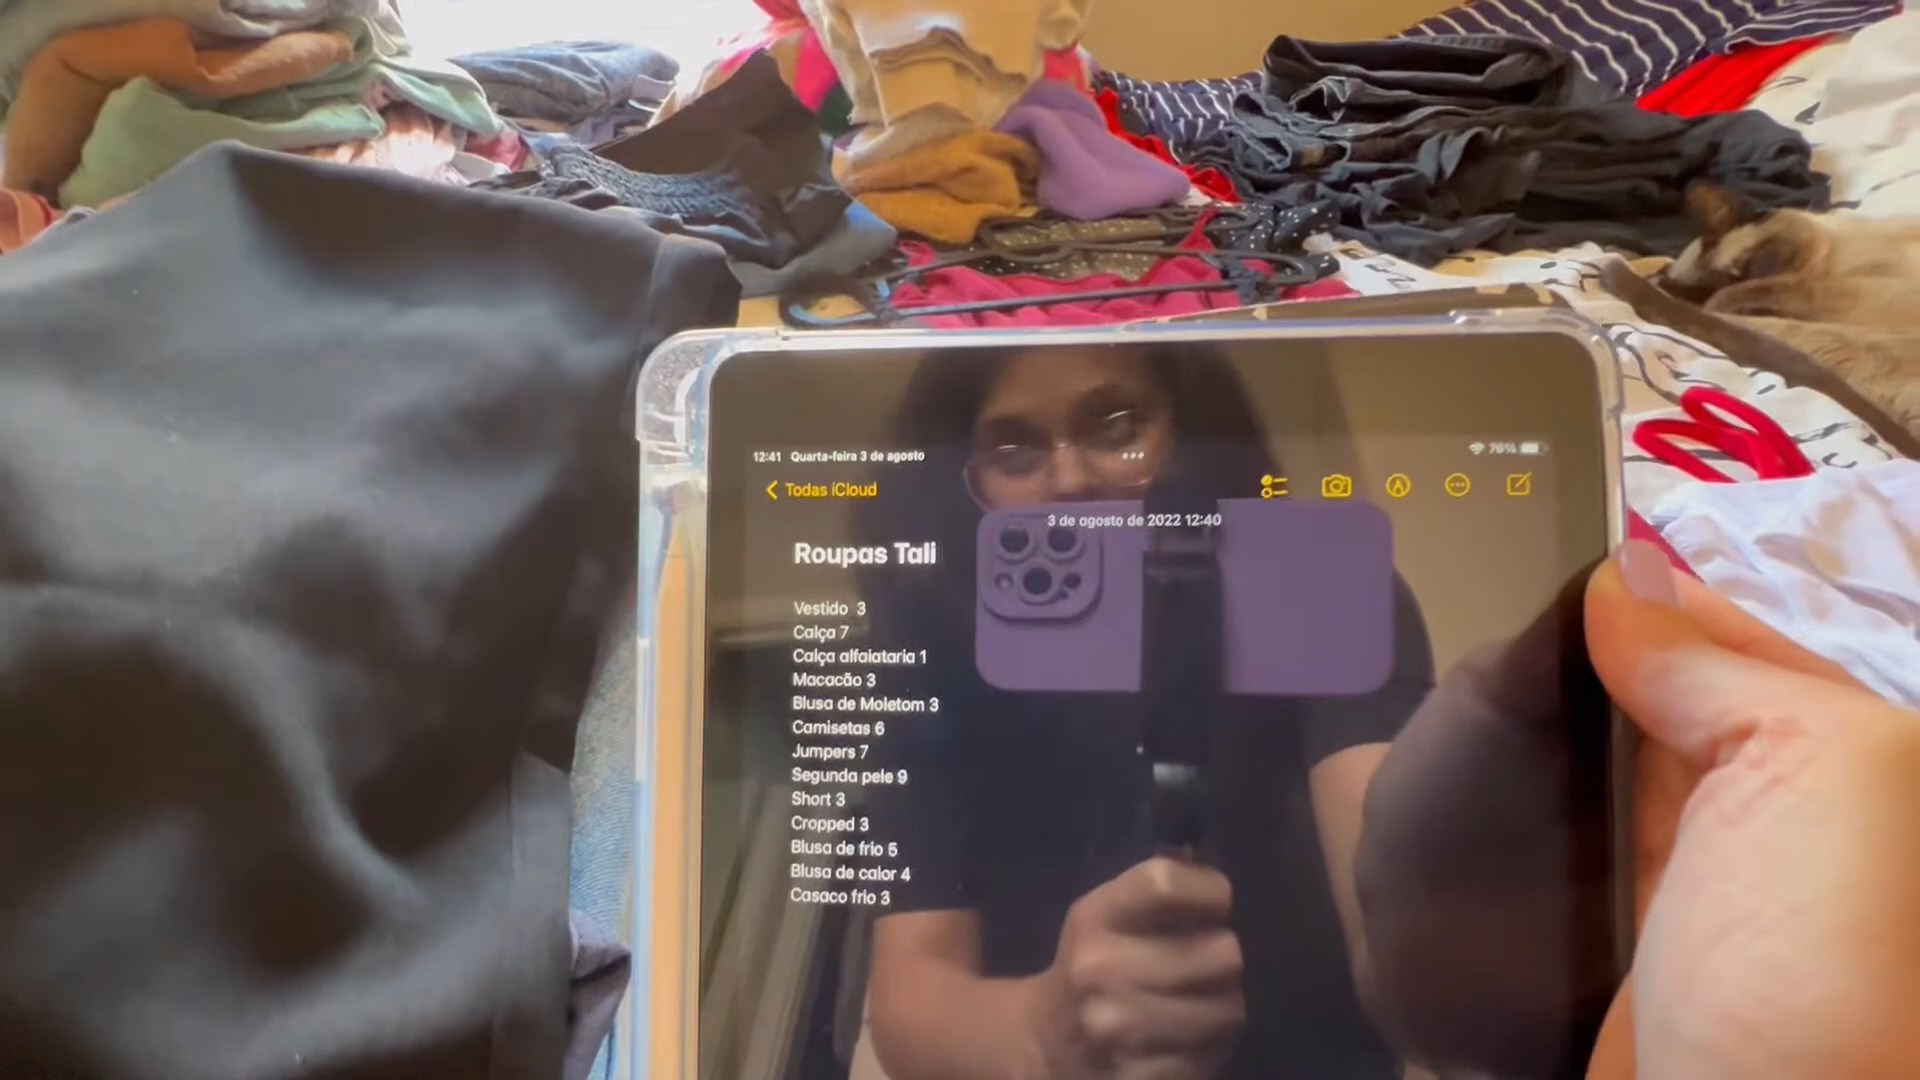 12:41 Quarta-feira 3 de agosto
76%
Todas iCloud
3 de agosto de 2022 12:40
Roupas Tali
Vestido 3
Calça 7
Calça alfaiataria 1
Macacão 3
Blusa de Moletom 3
Camisetas 6
Jumpers 7
Segunda pele 9
Short 3
Cropped 3
Blusa de frio 5
Blusa de calor 4
Casaco frio 3